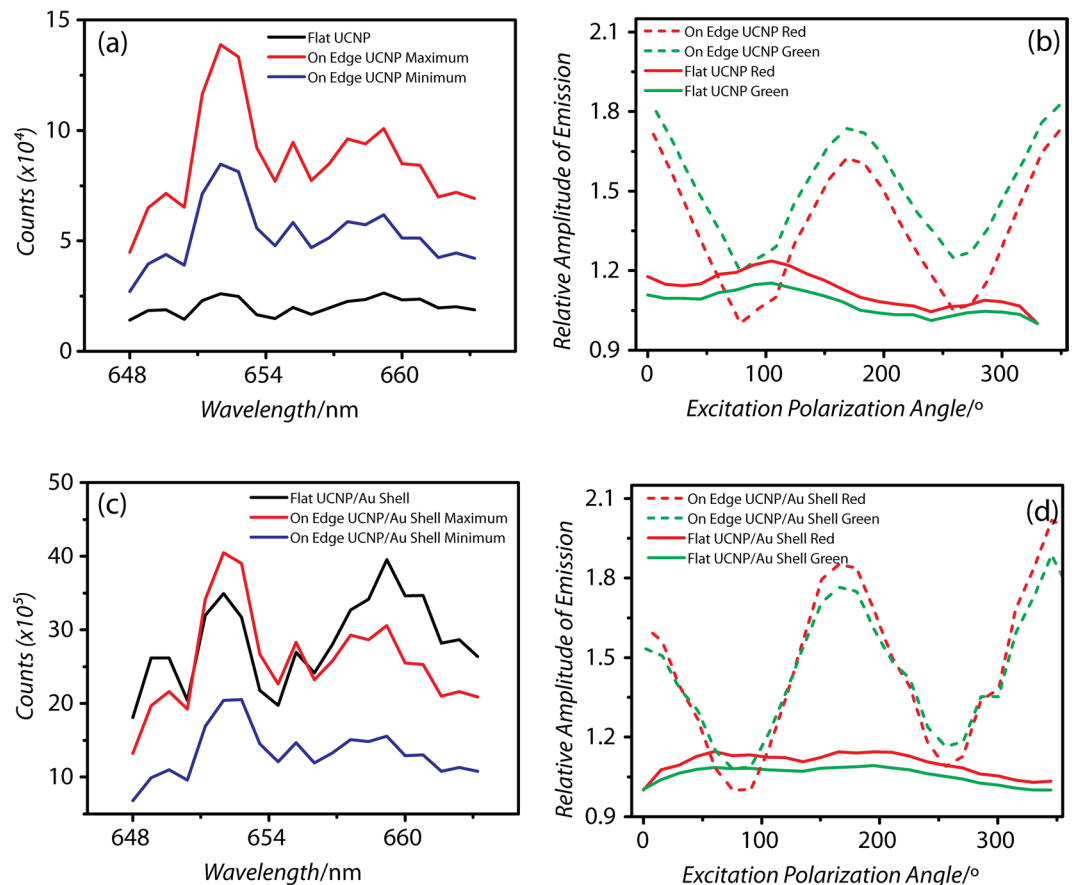 (a)
Flat UCNP
On Edge UCNP Maximum
On Edge UCNP Minimum
15
10
5
0
Counts (x10⁴)
648
654
660
Wavelength/nm
(b)
On Edge UCNP Red
On Edge UCNP Green
Flat UCNP Red
Flat UCNP Green
2.1
1.8
1.5
1.2
0.9
Relative Amplitude of Emission
0
100
200
300
Excitation Polarization Angle/º
(c)
Flat UCNP/Au Shell
On Edge UCNP/Au Shell Maximum
On Edge UCNP/Au Shell Minimum
50
40
30
20
10
Counts (x10⁵)
648
654
660
Wavelength/nm
(d)
On Edge UCNP/Au Shell Red
On Edge UCNP/Au Shell Green
Flat UCNP/Au Shell Red
Flat UCNP/Au Shell Green
2.1
1.8
1.5
1.2
0.9
Relative Amplitude of Emission
0
100
200
300
Excitation Polarization Angle/º